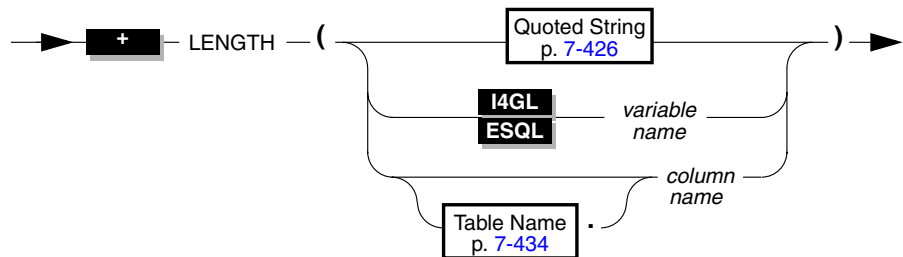 + LENGTH ( Quoted String )
p. 7-426
I4GL
ESQL
variable
name
column
name
Table Name .
p. 7-434